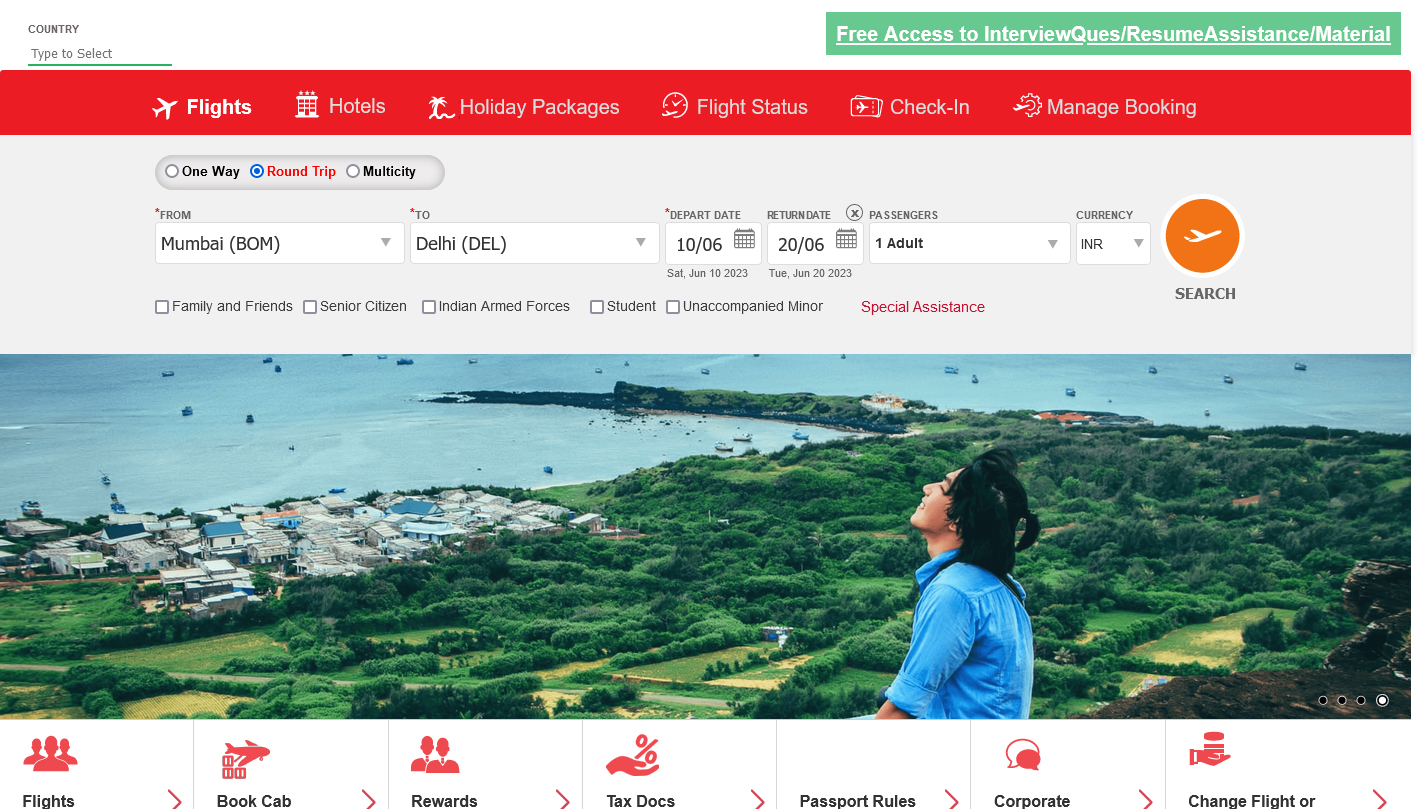 COUNTRY
Type to Select
Free Access to InterviewQues/ResumeAssistance/Material
Flights
Hotels
Holiday Packages
Flight Status
Check-In
Manage Booking
One Way
Round Trip
Multicity
*FROM
*TO
*DEPART DATE
RETURN DATE
x
PASSENGERS
CURRENCY
Mumbai (BOM)
Delhi (DEL)
10/06
20/06
1 Adult
INR
Sat, Jun 10 2023
Tue, Jun 20 2023
SEARCH
Family and Friends
Senior Citizen
Indian Armed Forces
Student
Unaccompanied Minor
Special Assistance
Flights
Book Cab
Rewards
%
Tax Docs
Passport Rules
Corporate
Change Flight or